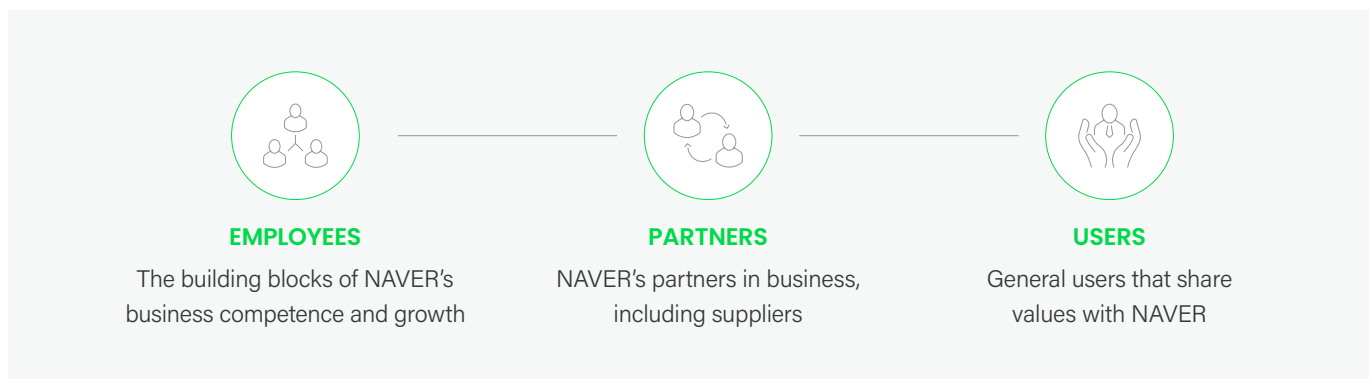 EMPLOYEES
The building blocks of NAVER’s
business competence and growth
PARTNERS
NAVER’s partners in business,
including suppliers
USERS
General users that share
values with NAVER